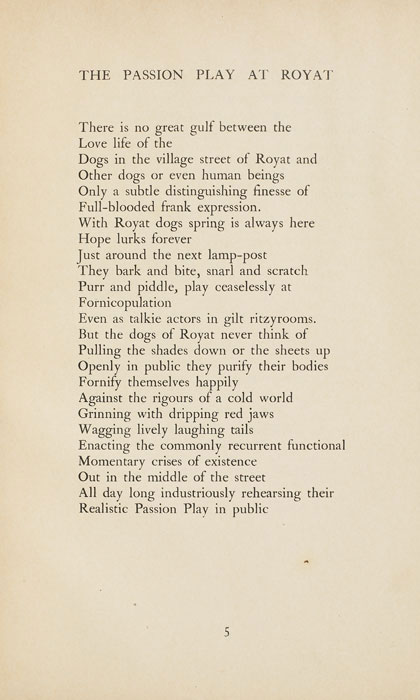 THE PASSION PLAY AT ROYAT
There is no great gulf between the
Love life of the
Dogs in the village street of Royat and
Other dogs or even human beings
Only a subtle distinguishing finesse of
Full-blooded frank expression.
With Royat dogs spring is always here
Hope lurks forever
Just around the next lamp-post
They bark and bite, snarl and scratch
Purr and piddle, play ceaselessly at
Fornicopulation
Even as talkie actors in gilt ritzyrooms.
But the dogs of Royat never think of
Pulling the shades down or the sheets up
Openly in public they purify their bodies
Fornify themselves happily
Against the rigours of a cold world
Grinning with dripping red jaws
Wagging lively laughing tails
Enacting the commonly recurrent functional
Momentary crises of existence
Out in the middle of the street
All day long industriously rehearsing their
Realistic Passion Play in public
5